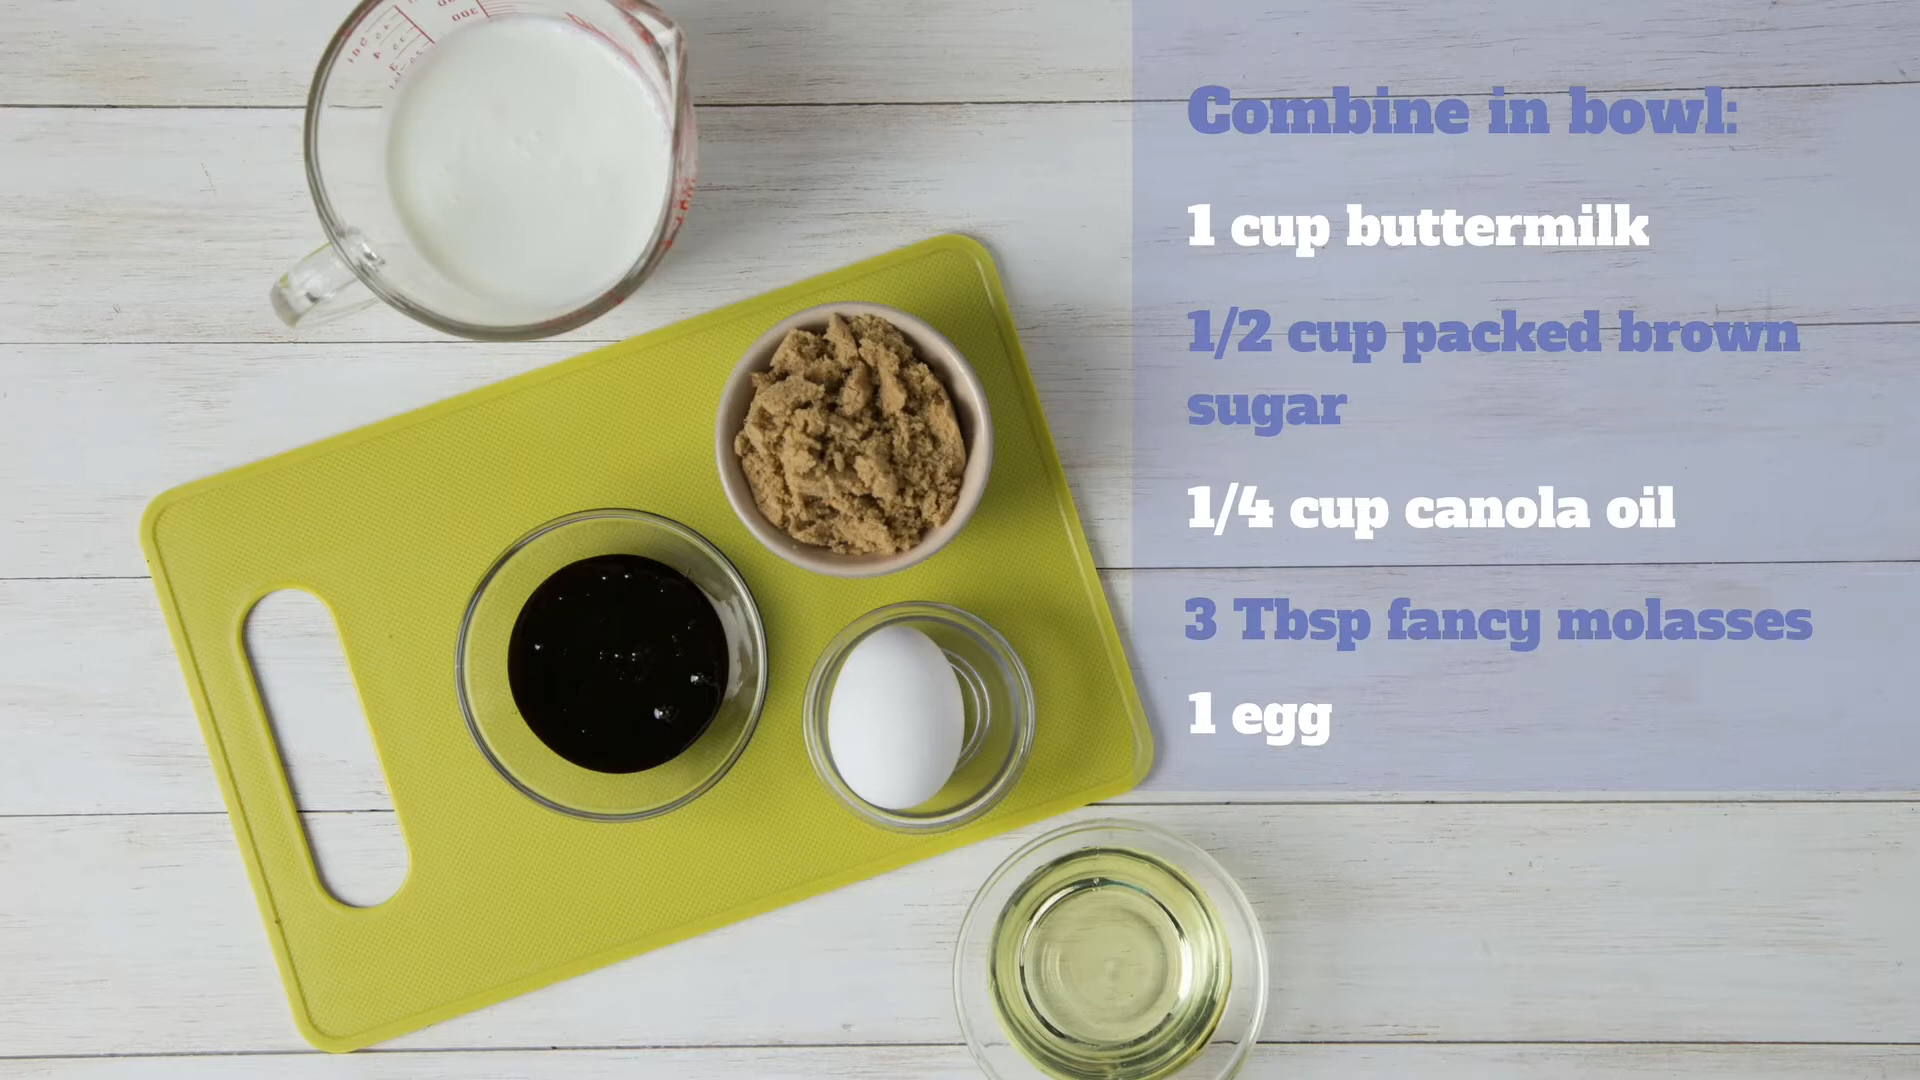 Combine in bowl:
1 cup buttermilk
1/2 cup packed brown
sugar
1/4 cup canola oil
3 Tbsp fancy molasses
1 egg